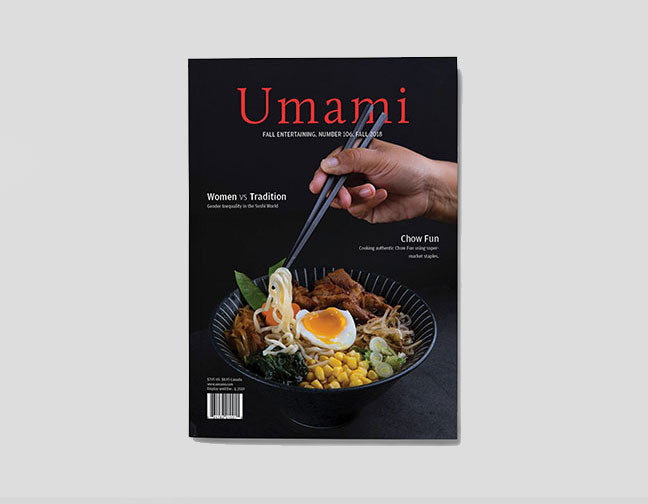 Umami
FALL ENTERTAINING, NUMBER 106, FALL 2018
Women vs Tradition
Gender Inequality in the Sushi World
Chow Fun
Cooking authentic Chow Fun using super-
market staples.